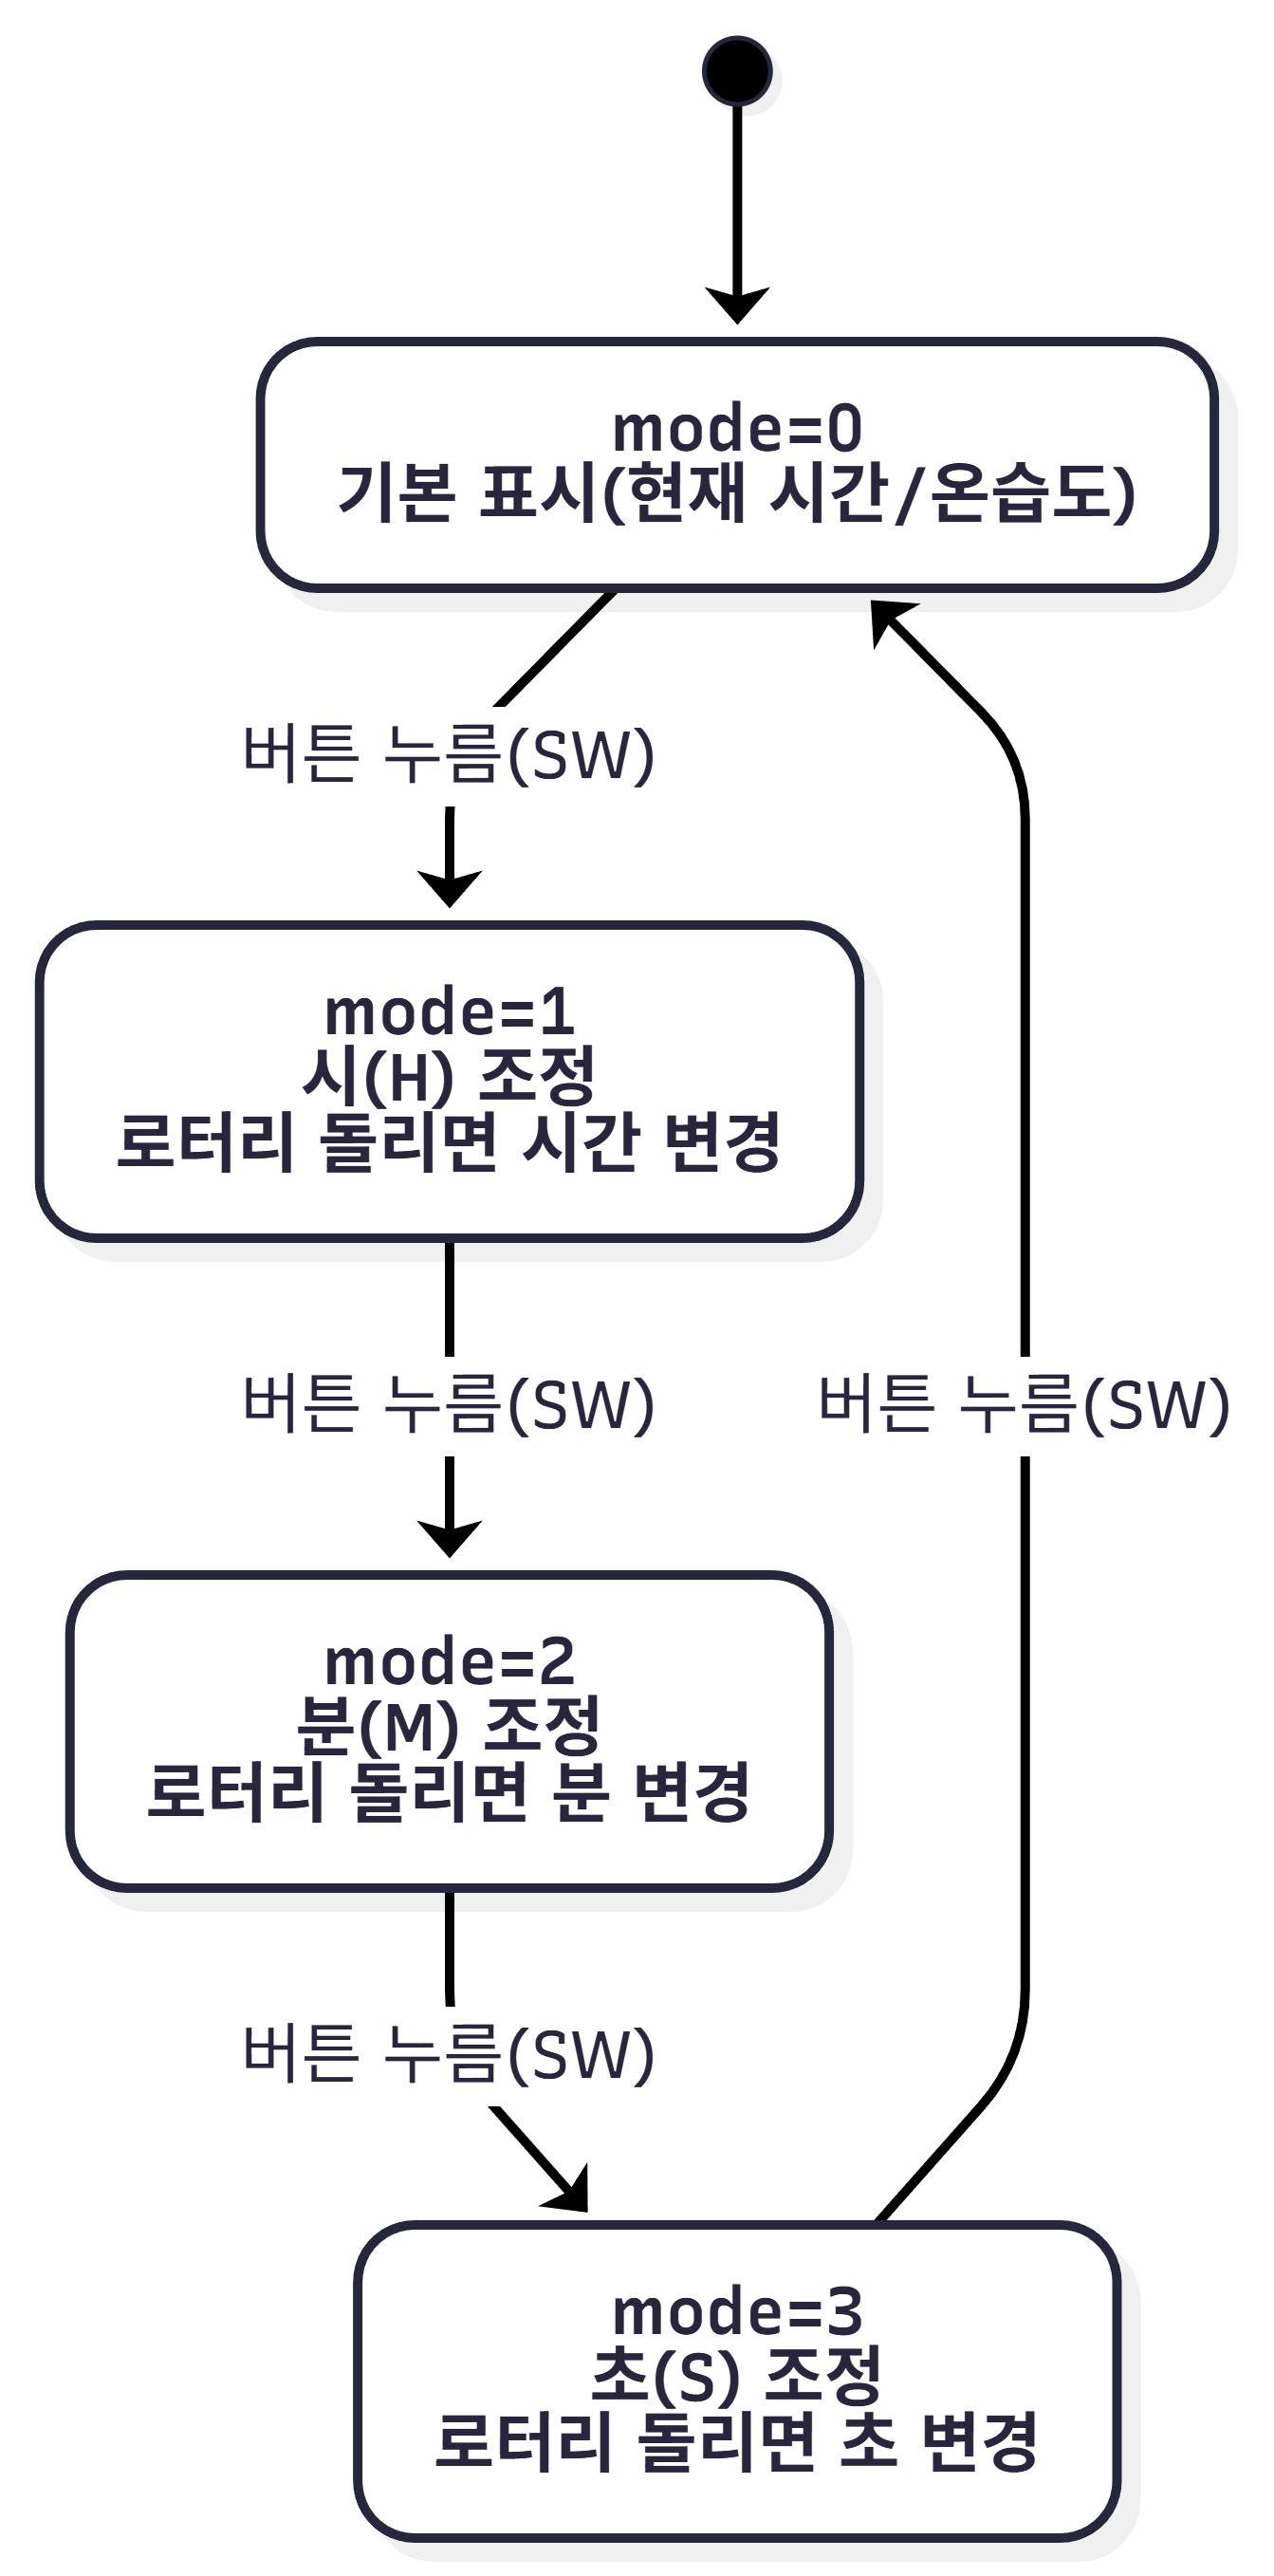 mode=0
기본 표시(현재 시간/온습도)
버튼 누름(SW)
mode=1
시(H) 조정
로터리 돌리면 시간 변경
버튼 누름(SW)
버튼 누름(SW)
mode=2
분(M) 조정
로터리 돌리면 분 변경
버튼 누름(SW)
mode=3
초(S) 조정
로터리 돌리면 초 변경